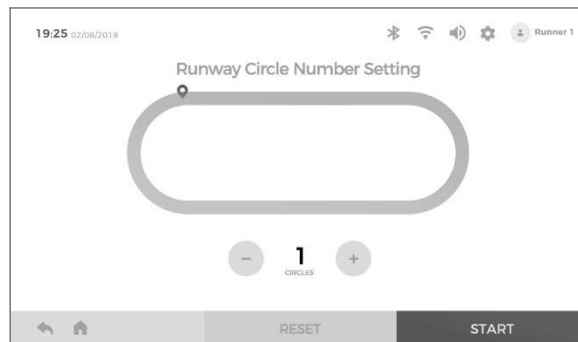 19:25 02/08/2019
Runner 1
Runway Circle Number Setting
− 1 +
CIRCLES
RESET
START